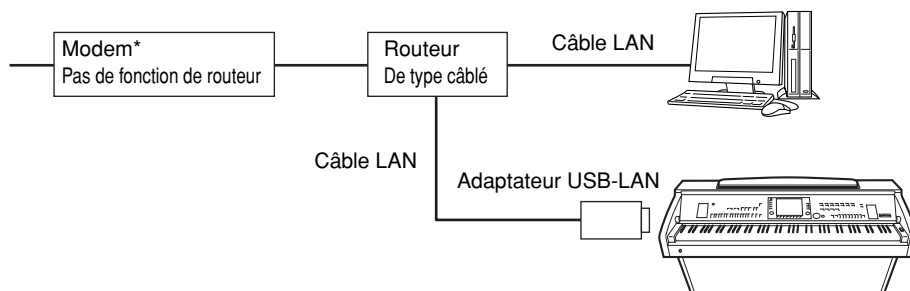 Modem*
Pas de fonction de routeur
Routeur
De type câblé
Câble LAN
Câble LAN
Adaptateur USB-LAN